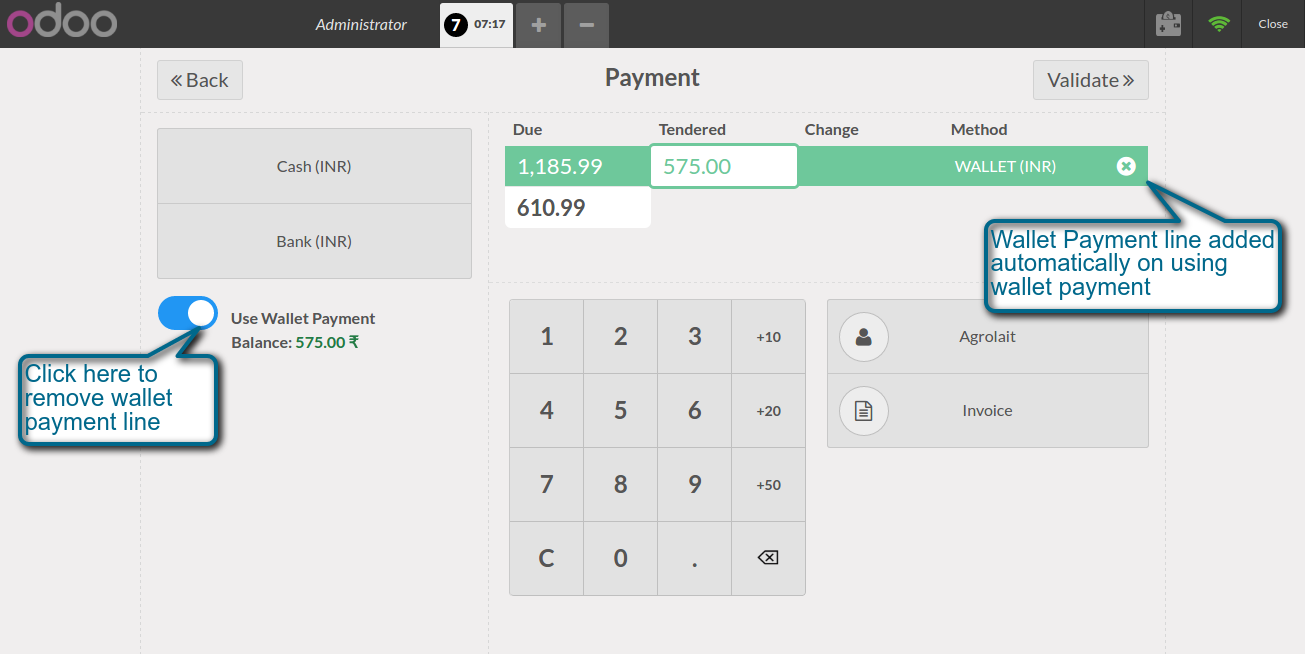 odoo
Administrator
7 07:17
Close
Back
Payment
Validate
Due Tendered Change Method
1,185.99 575.00 WALLET (INR)
610.99
Cash (INR)
Bank (INR)
Wallet Payment line added
automatically on using
wallet payment
Use Wallet Payment
Balance: 575.00 ₹
Click here to
remove wallet
payment line
1 2 3 +10
4 5 6 +20
7 8 9 +50
C 0 .
Agrolait
Invoice